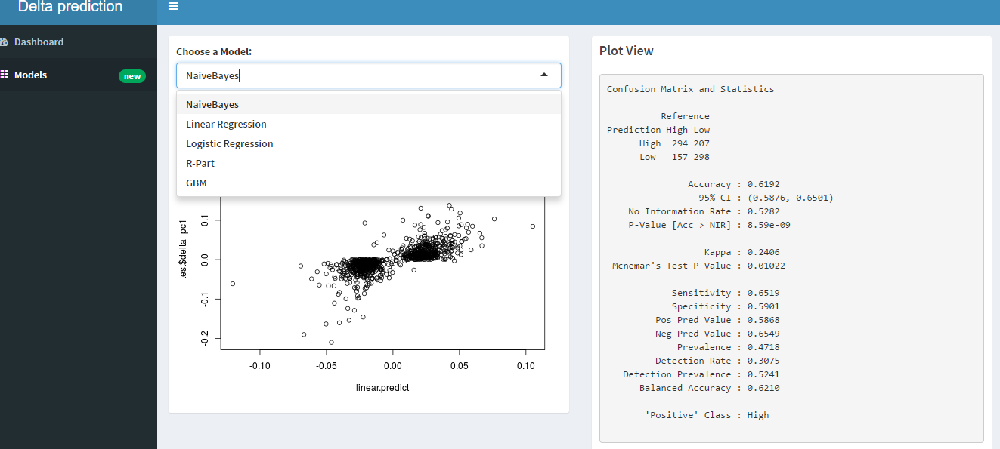 Delta prediction
Dashboard
Models new
Choose a Model:
NaiveBayes
NaiveBayes
Linear Regression
Logistic Regression
R-Part
GBM
test$delta_pc1
0.1
0.0
-0.1
-0.2
-0.10 -0.05 0.00 0.05 0.10
linear.predict
Plot View
Confusion Matrix and Statistics
Reference
Prediction High Low
High 294 207
Low 157 298
Accuracy : 0.6192
95% CI : (0.5876, 0.6501)
No Information Rate : 0.5282
P-Value [Acc > NIR] : 8.59e-09
Kappa : 0.2406
Mcnemar's Test P-Value : 0.01022
Sensitivity : 0.6519
Specificity : 0.5901
Pos Pred Value : 0.5868
Neg Pred Value : 0.6549
Prevalence : 0.4718
Detection Rate : 0.3075
Detection Prevalence : 0.5241
Balanced Accuracy : 0.6210
'Positive' Class : High